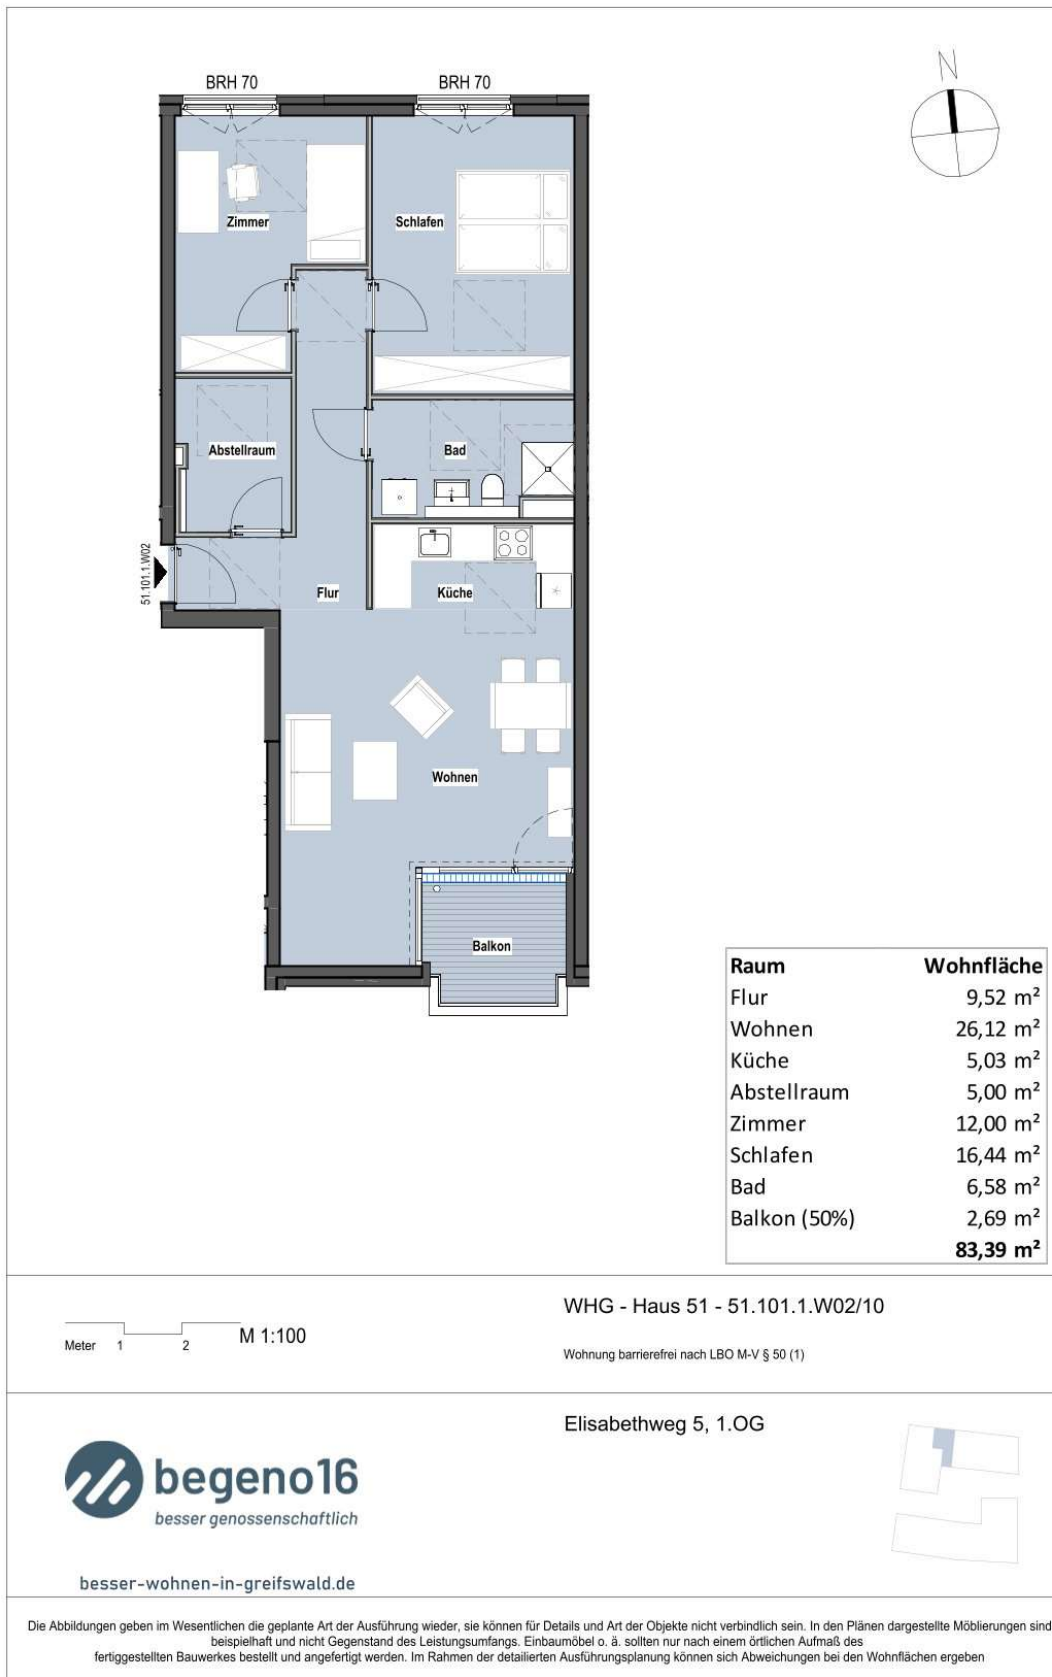 N
BRH 70 BRH 70
Zimmer
Schlafen
Abstellraum
Bad
51.101.1.W02
Flur
Küche
Wohnen
Balkon
Raum Wohnfläche
Flur 9,52 m²
Wohnen 26,12 m²
Küche 5,03 m²
Abstellraum 5,00 m²
Zimmer 12,00 m²
Schlafen 16,44 m²
Bad 6,58 m²
Balkon (50%) 2,69 m²
83,39 m²
Meter 1 2 M 1:100
WHG - Haus 51 - 51.101.1.W02/10
Wohnung barrierefrei nach LBO M-V § 50 (1)
Elisabethweg 5, 1.OG
begeno16
besser genossenschaftlich
besser-wohnen-in-greifswald.de
Die Abbildungen geben im Wesentlichen die geplante Art der Ausführung wieder, sie können für Details und Art der Objekte nicht verbindlich sein. In den Plänen dargestellte Möblierungen sind
beispielhaft und nicht Gegenstand des Leistungsumfangs. Einbaumöbel o. ä. sollten nur nach einem örtlichen Aufmaß des
fertiggestellten Bauwerkes bestellt und angefertigt werden. Im Rahmen der detailierten Ausführungsplanung können sich Abweichungen bei den Wohnflächen ergeben